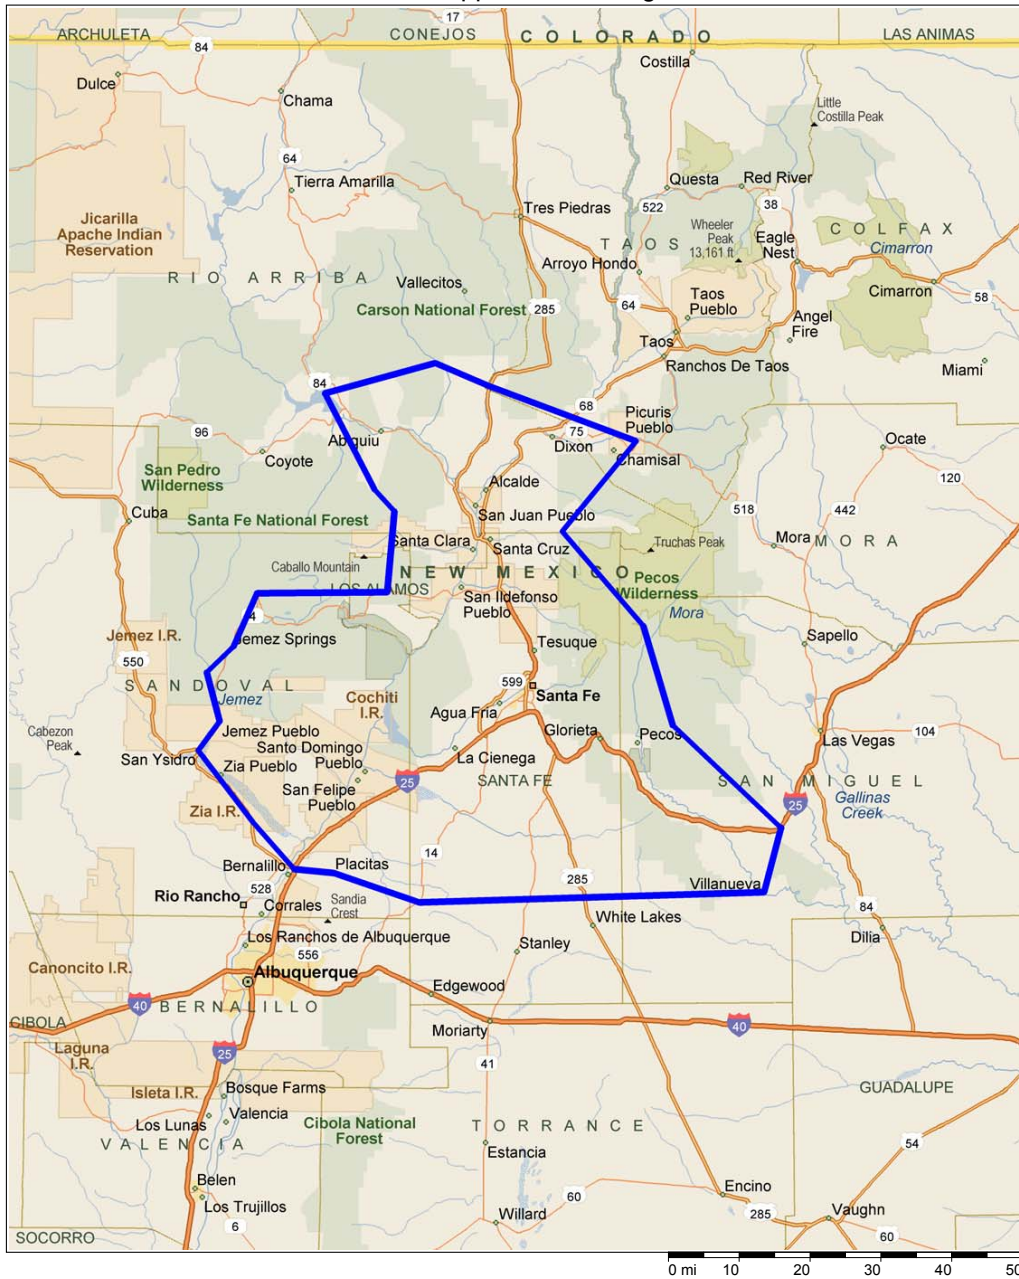 17
ARCHULETA
84
CONEJOS
COLORADO
LAS ANIMAS
Costilla
Dulce
Chama
Little
Costilla Peak
64
Tierra Amarilla
Questa
Red River
Tres Piedras
522
38
Jicarilla
Apache Indian
Reservation
Wheeler
Peak
13,161 ft
Eagle
Nest
COLFAX
Cimarron
TAOS
RIO ARRIBA
Arroyo Hondo
Vallecitos
Cimarron
58
Carson National Forest
285
64
Taos
Pueblo
Angel
Fire
Taos
Ranchos De Taos
Miami
84
68
Picuris
Pueblo
96
Abiquiu
75
Dixon
Chamisal
Ocate
Coyote
San Pedro
Wilderness
Alcalde
120
Cuba
Santa Fe National Forest
San Juan Pueblo
518
442
Santa Clara
Santa Cruz
Truchas Peak
Mora
MORA
Caballo Mountain
NEW MEXICO
LOS ALAMOS
Pecos
Wilderness
San Ildefonso
Pueblo
Mora
4
Jemez I.R.
Jemez Springs
Tesuque
Sapello
550
SANDOVAL
599
Santa Fe
Jemez
Cochiti
I.R.
Agua Fria
Cabezon
Peak
Jemez Pueblo
Glorieta
Pecos
Las Vegas
104
San Ysidro
Santo Domingo
Pueblo
La Cienega
Zia Pueblo
25
SANTA FE
SAN MIGUEL
San Felipe
Pueblo
25
Gallinas
Creek
Zia I.R.
14
Bernalillo
Placitas
285
Villanueva
Rio Rancho
528
Corrales
Sandia
Crest
White Lakes
84
Dilia
Los Ranchos de Albuquerque
Stanley
556
Canoncito I.R.
Albuquerque
Edgewood
40
BERNALILLO
CIBOLA
Moriarty
40
Laguna
I.R.
25
41
Isleta I.R.
Bosque Farms
GUADALUPE
Valencia
Los Lunas
Cibola National
Forest
TORRANCE
VALENCIA
54
Estancia
Belen
Encino
Los Trujillos
60
Willard
285
Vaughn
6
60
SOCORRO
0 mi 10 20 30 40 50